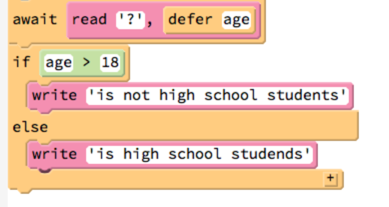 await read '?', defer age
if age > 18
write 'is not high school students'
else
write 'is high school studends'
+